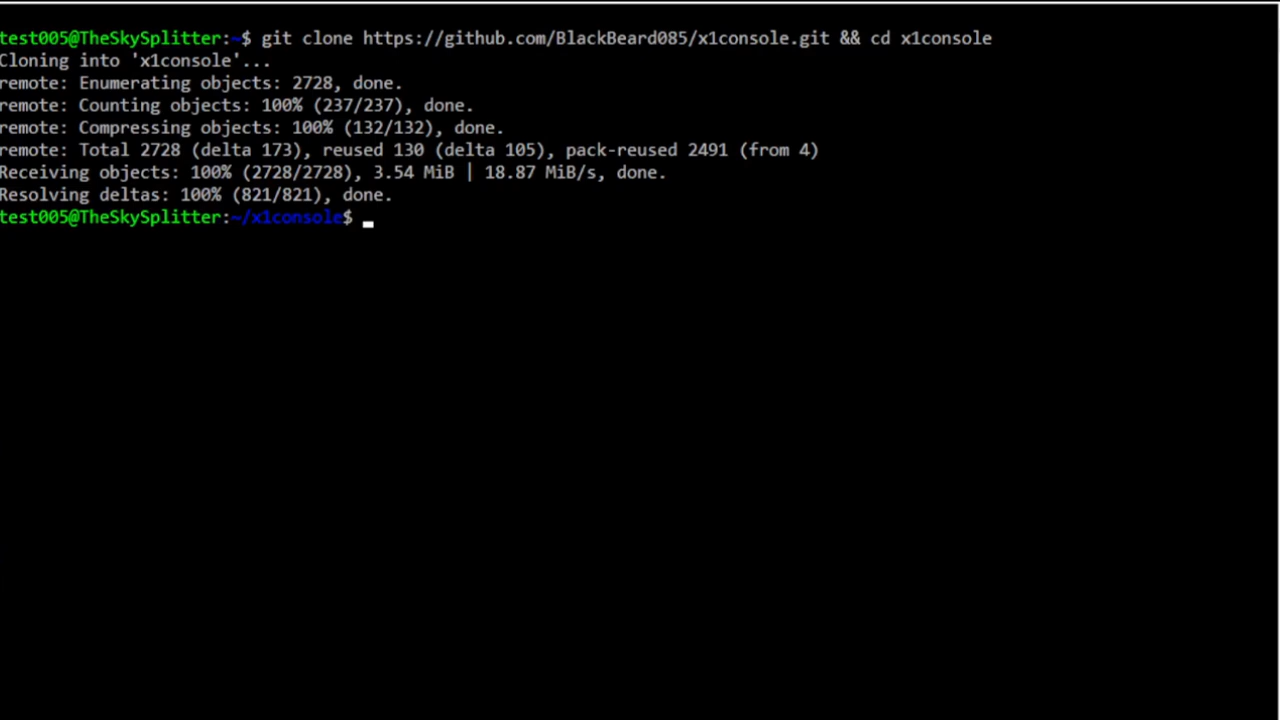 test005@TheSkySplitter:~$ git clone https://github.com/BlackBeard085/x1console.git && cd x1console
Cloning into 'x1console'...
remote: Enumerating objects: 2728, done.
remote: Counting objects: 100% (237/237), done.
remote: Compressing objects: 100% (132/132), done.
remote: Total 2728 (delta 173), reused 130 (delta 105), pack-reused 2491 (from 4)
Receiving objects: 100% (2728/2728), 3.54 MiB | 18.87 MiB/s, done.
Resolving deltas: 100% (821/821), done.
test005@TheSkySplitter:~/x1console$